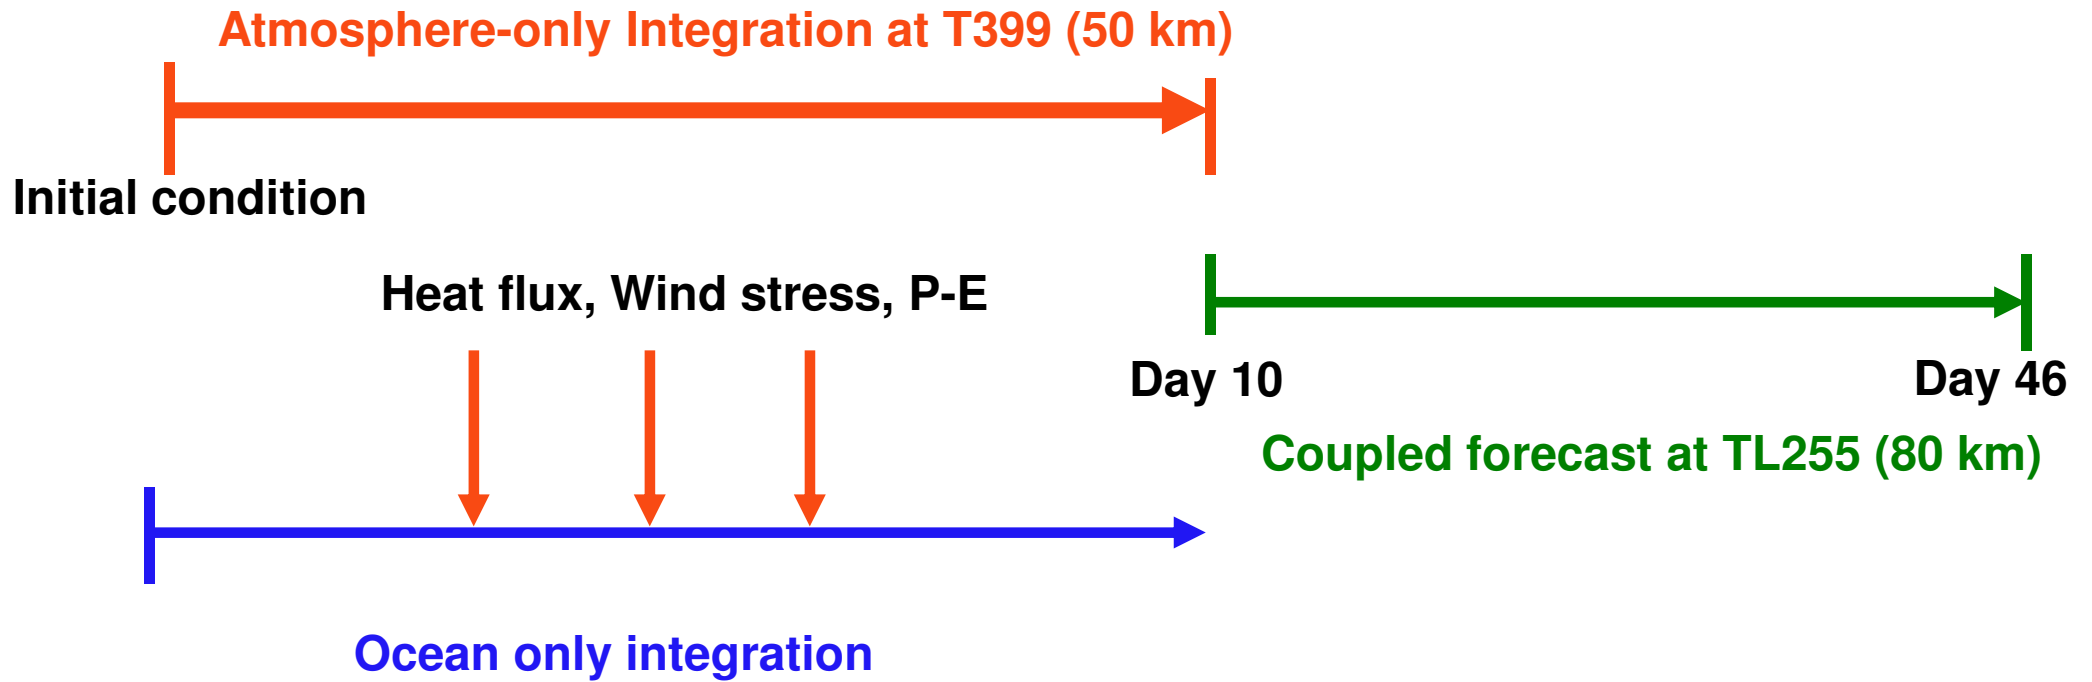 Atmosphere-only Integration at T399 (50 km)
Initial condition
Heat flux, Wind stress, P-E
Day 10
Day 46
Coupled forecast at TL255 (80 km)
Ocean only integration